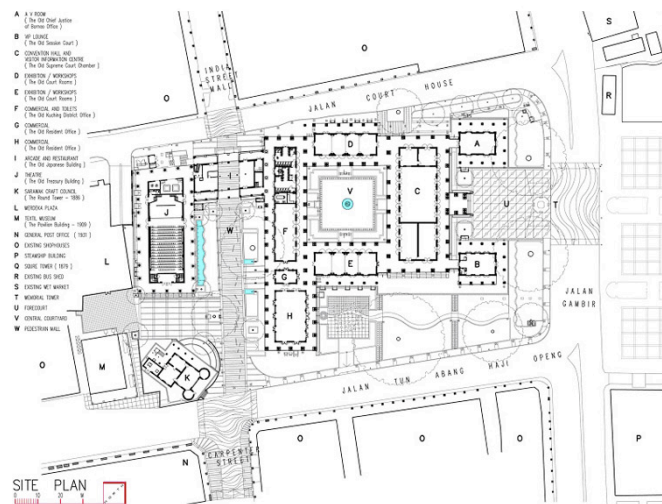 A A V ROOM
( The Old Chief Justice
of Borneo Office )
B VIP LOUNGE
( The Old Session Court )
C CONVENTION HALL AND
VISITOR INFORMATION CENTRE
( The Old Supreme Court Chamber )
D EXHIBITION / WORKSHOPS
( The Old Court Rooms )
E EXHIBITION / WORKSHOPS
( The Old Court Rooms )
F COMMERCIAL AND TOILETS
( The Old Kuching District Office )
G COMMERCIAL
( The Old Resident Office )
H COMMERCIAL
( The Old Resident Office )
I ARCADE AND RESTAURANT
( The Old Japanese Building )
J THEATRE
( The Old Treasury Building )
K SARAWAK CRAFT COUNCIL
( The Round Tower - 1886 )
L MERDEKA PLAZA
M TEXTIL MUSEUM
( The Pavilion Building - 1909 )
N GENERAL POST OFFICE ( 1931 )
O EXISTING SHOPHOUSES
P STEAMSHIP BUILDING
Q SQUIRE TOWER ( 1879 )
R EXISTING BUS SHED
S EXISTING WET MARKET
T MEMORIAL TOWER
U FORECOURT
V CENTRAL COURTYARD
W PEDESTRIAN MALL
S
O
INDIA
STREET
MALL
JALAN COURT HOUSE
O
R
D
A
I
V
C
J
W
F
U
T
L
E
B
G
JALAN
GAMBIR
H
M
K
O
JALAN TUN ABANG HAJI OPENG
O
O
O
P
N
CARPENTER
STREET
SITE PLAN
0 10 20 M